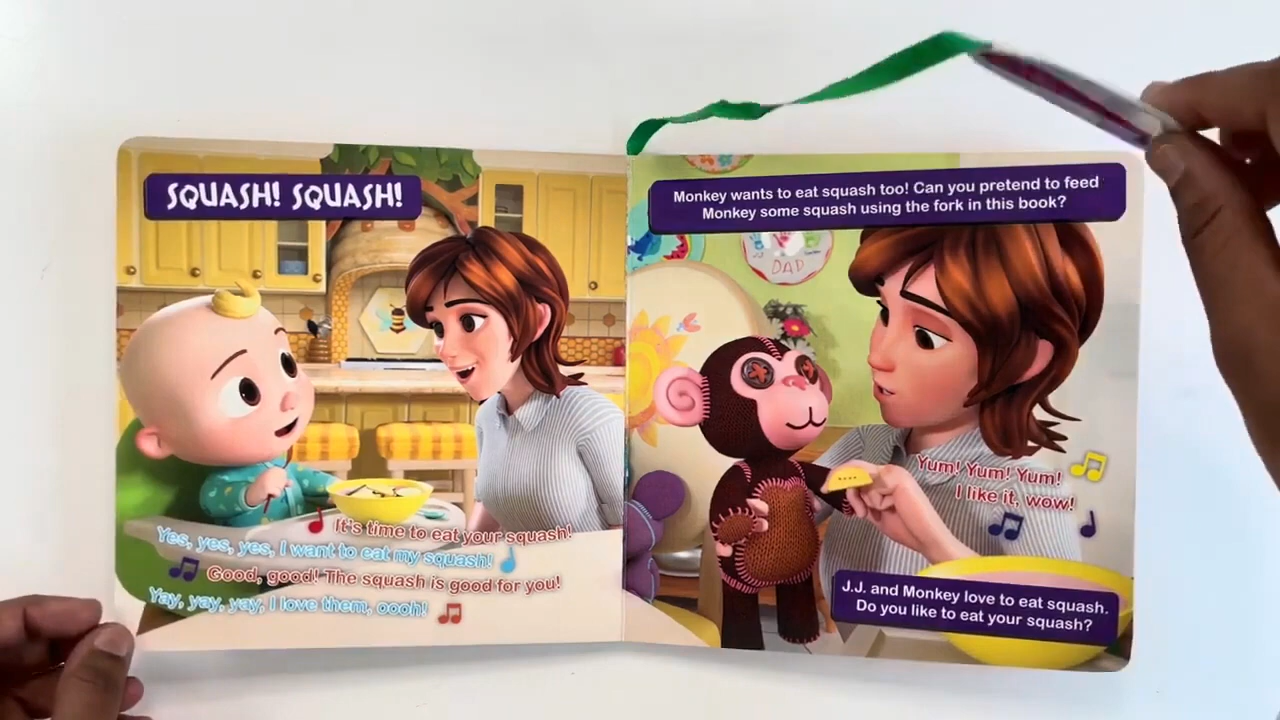 SQUASH! SQUASH!
It's time to eat your squash!
Yes, yes, yes, I want to eat my squash!
Good, good! The squash is good for you!
Yay, yay, yay, I love them, oooh!
Monkey wants to eat squash too! Can you pretend to feed
Monkey some squash using the fork in this book?
DAD
Yum! Yum! Yum!
I like it, wow!
J.J. and Monkey love to eat squash.
Do you like to eat your squash?